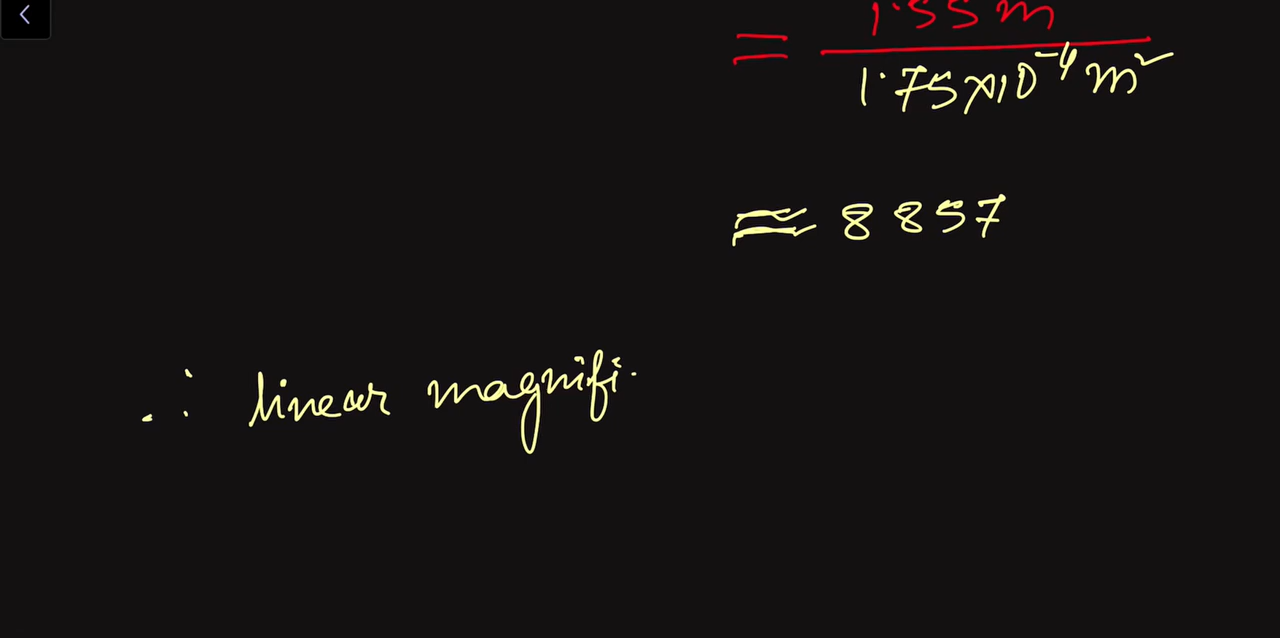 = 1.55 m
1.75×10⁻⁴ m²
≈ 8857
∴ linear magnifi.